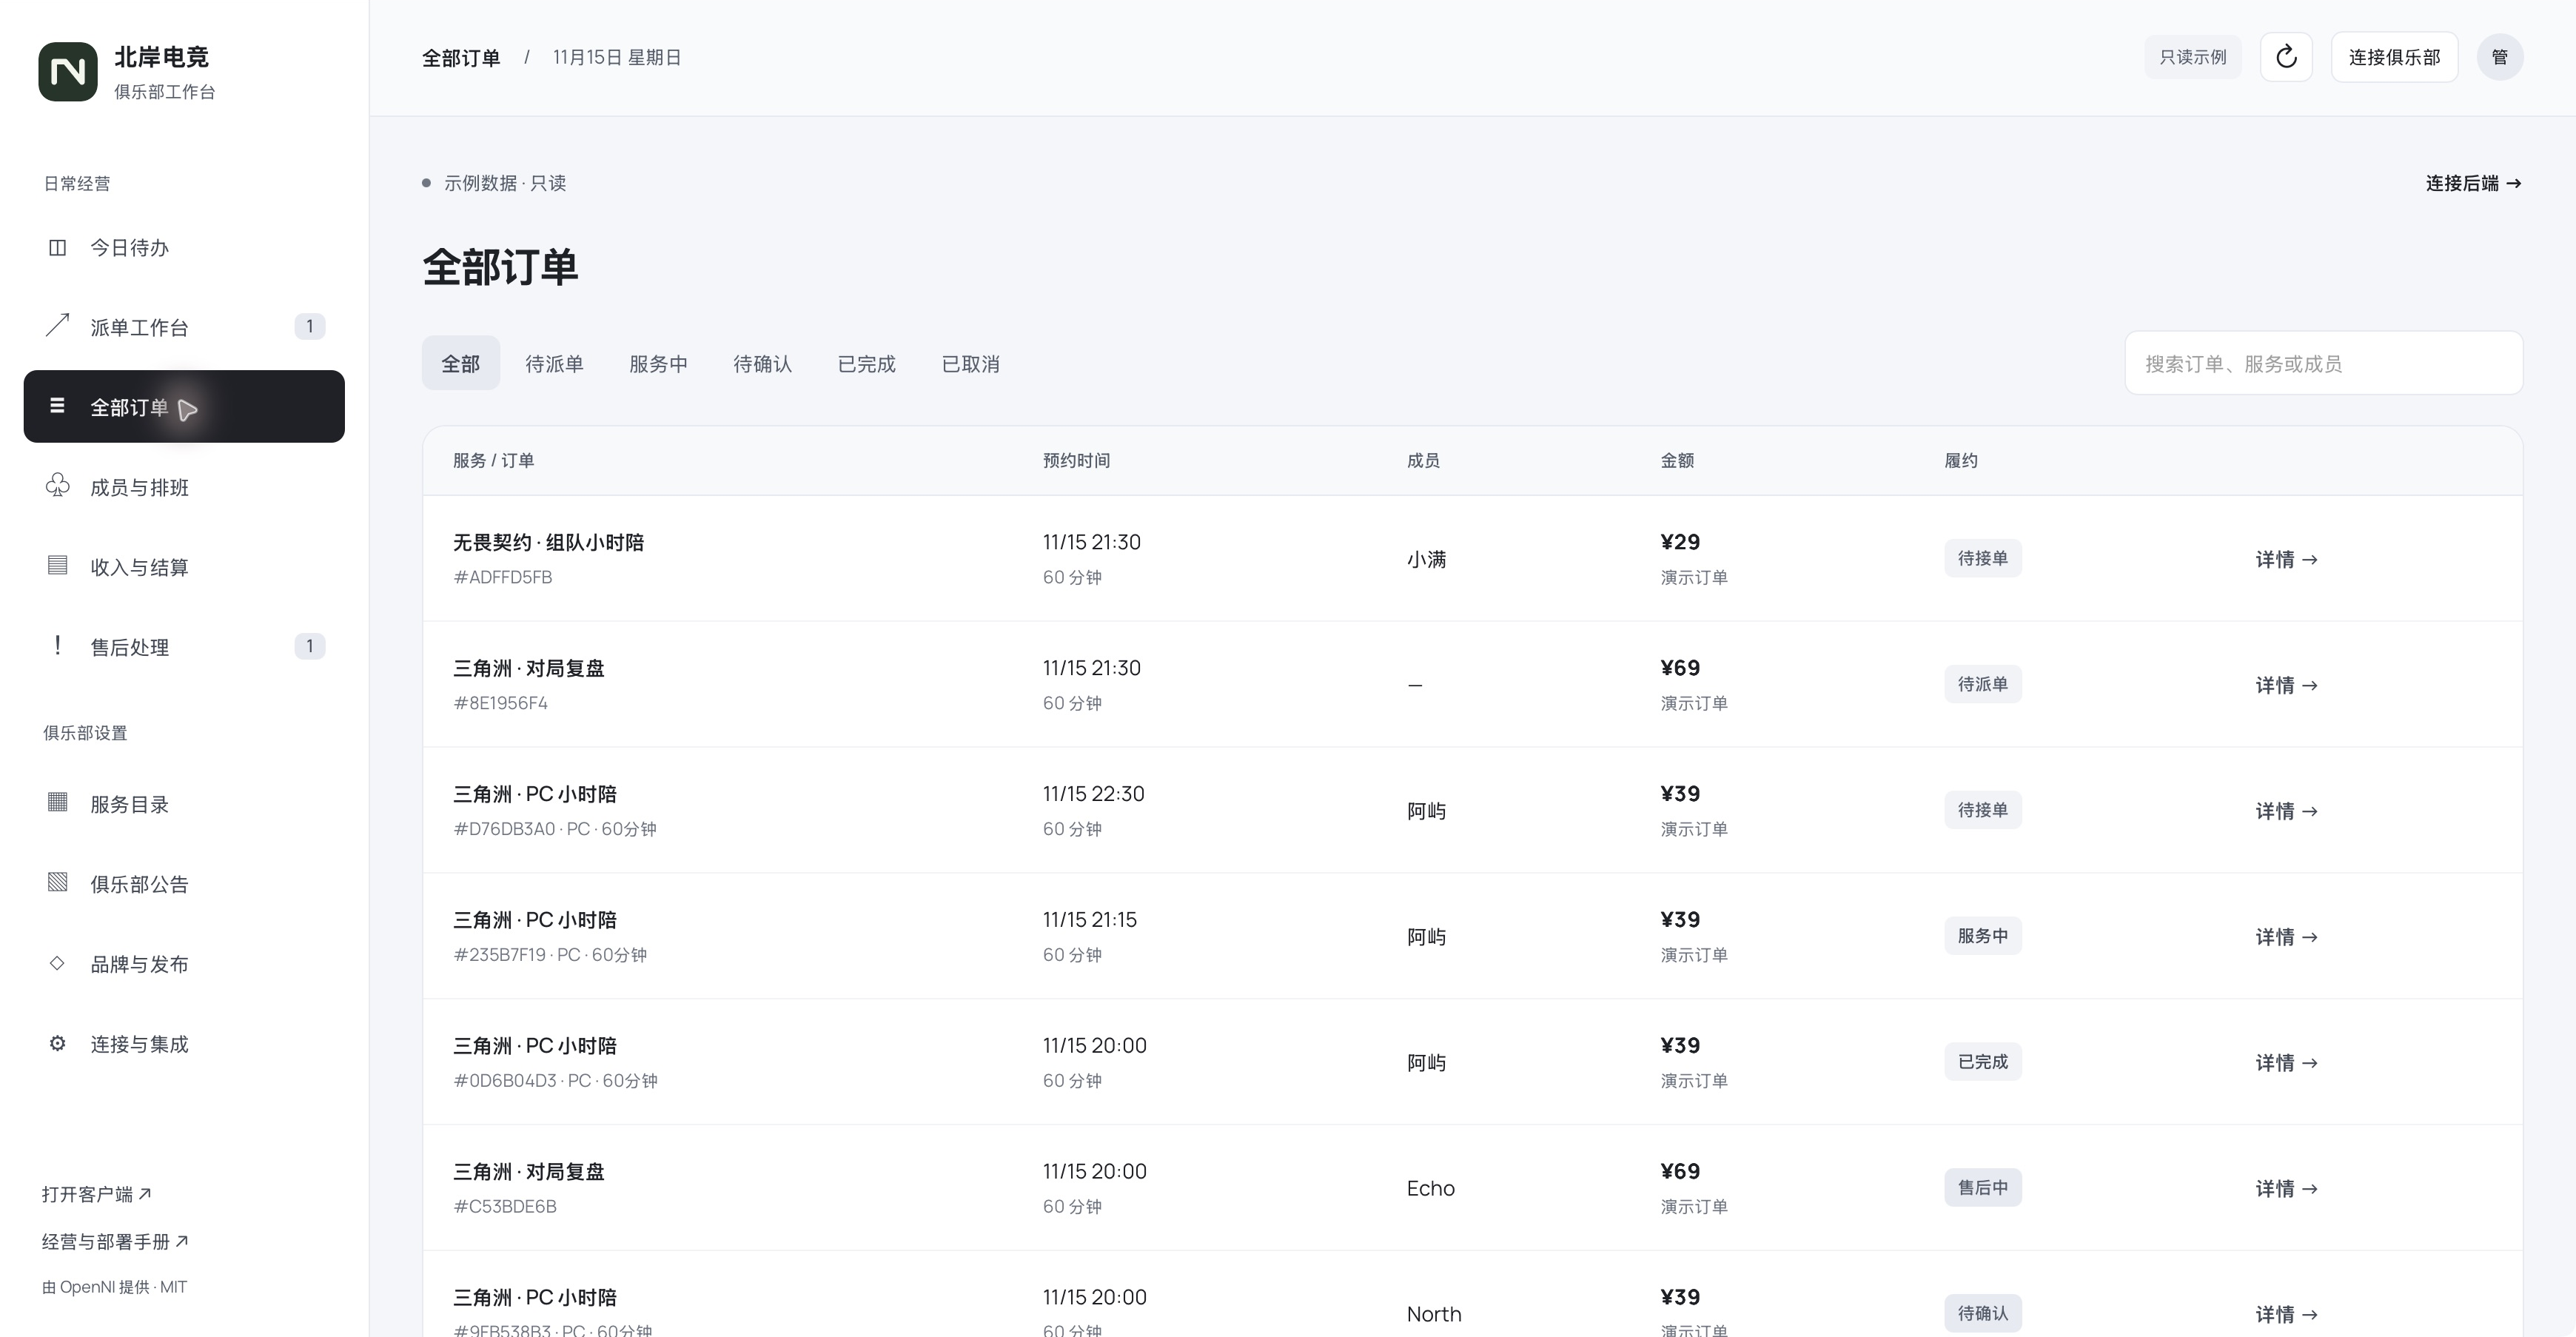 北岸电竞
俱乐部工作台
日常经营
今日待办
派单工作台 1
全部订单
成员与排班
收入与结算
售后处理 1
俱乐部设置
服务目录
俱乐部公告
品牌与发布
连接与集成
打开客户端 ↗
经营与部署手册 ↗
由 OpenNI 提供 · MIT
全部订单 / 11月15日 星期日
只读示例 连接俱乐部 管
示例数据 · 只读 连接后端 →
全部订单
全部 待派单 服务中 待确认 已完成 已取消 搜索订单、服务或成员
服务 / 订单 预约时间 成员 金额 履约
无畏契约 · 组队小时陪 11/15 21:30 小满 ¥29 待接单 详情 →
#ADFFD5FB 60 分钟 演示订单
三角洲 · 对局复盘 11/15 21:30 — ¥69 待派单 详情 →
#8E1956F4 60 分钟 演示订单
三角洲 · PC 小时陪 11/15 22:30 阿屿 ¥39 待接单 详情 →
#D76DB3A0 · PC · 60分钟 60 分钟 演示订单
三角洲 · PC 小时陪 11/15 21:15 阿屿 ¥39 服务中 详情 →
#235B7F19 · PC · 60分钟 60 分钟 演示订单
三角洲 · PC 小时陪 11/15 20:00 阿屿 ¥39 已完成 详情 →
#0D6B04D3 · PC · 60分钟 60 分钟 演示订单
三角洲 · 对局复盘 11/15 20:00 Echo ¥69 售后中 详情 →
#C53BDE6B 60 分钟 演示订单
三角洲 · PC 小时陪 11/15 20:00 North ¥39 待确认 详情 →
#9FB538B3 · PC · 60分钟 60 分钟 演示订单